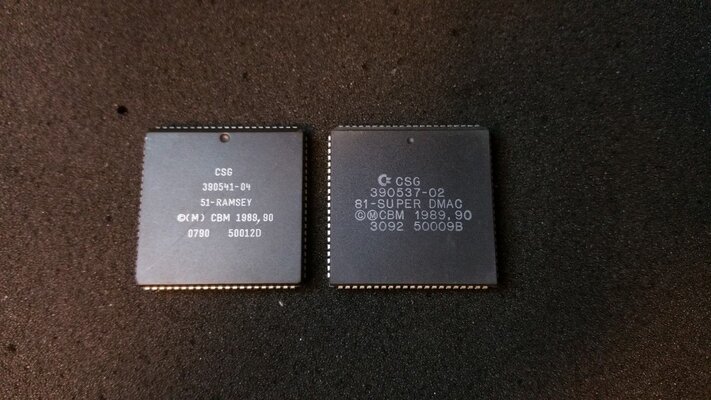 CSG
390541-04
51-RAMSEY
©(M) CBM 1989,90
0790 50012D
CSG
390537-02
81-SUPER DMAC
©ⓂCBM 1989,90
3092 50009B